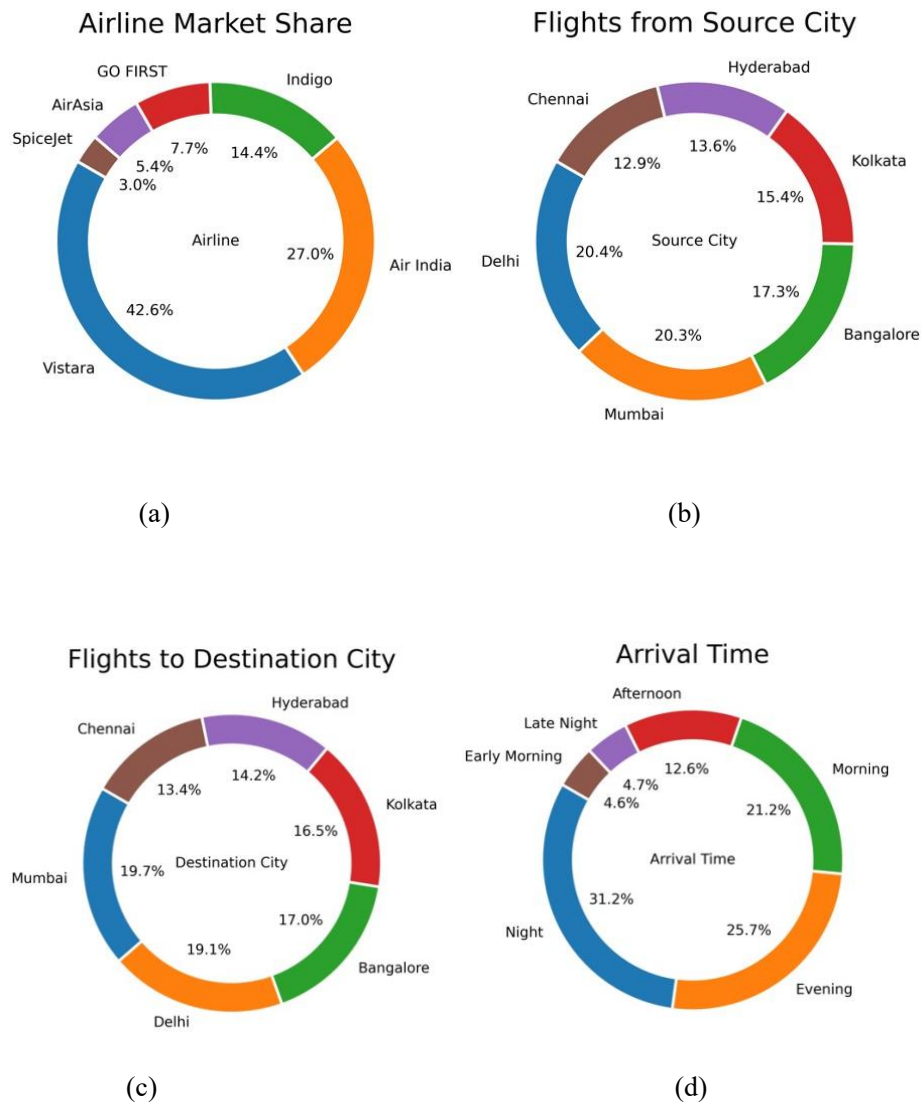 Airline Market Share
GO FIRST
Indigo
AirAsia
SpiceJet
7.7%
14.4%
5.4%
3.0%
Airline
27.0%
Air India
42.6%
Vistara
(a)
Flights from Source City
Hyderabad
Chennai
Kolkata
13.6%
12.9%
15.4%
Delhi
20.4%
Source City
17.3%
20.3%
Bangalore
Mumbai
(b)
Flights to Destination City
Hyderabad
Chennai
14.2%
13.4%
Kolkata
16.5%
Mumbai
19.7%
Destination City
17.0%
19.1%
Bangalore
Delhi
(c)
Arrival Time
Afternoon
Late Night
Early Morning
12.6%
Morning
4.7%
4.6%
21.2%
Arrival Time
31.2%
Night
25.7%
Evening
(d)